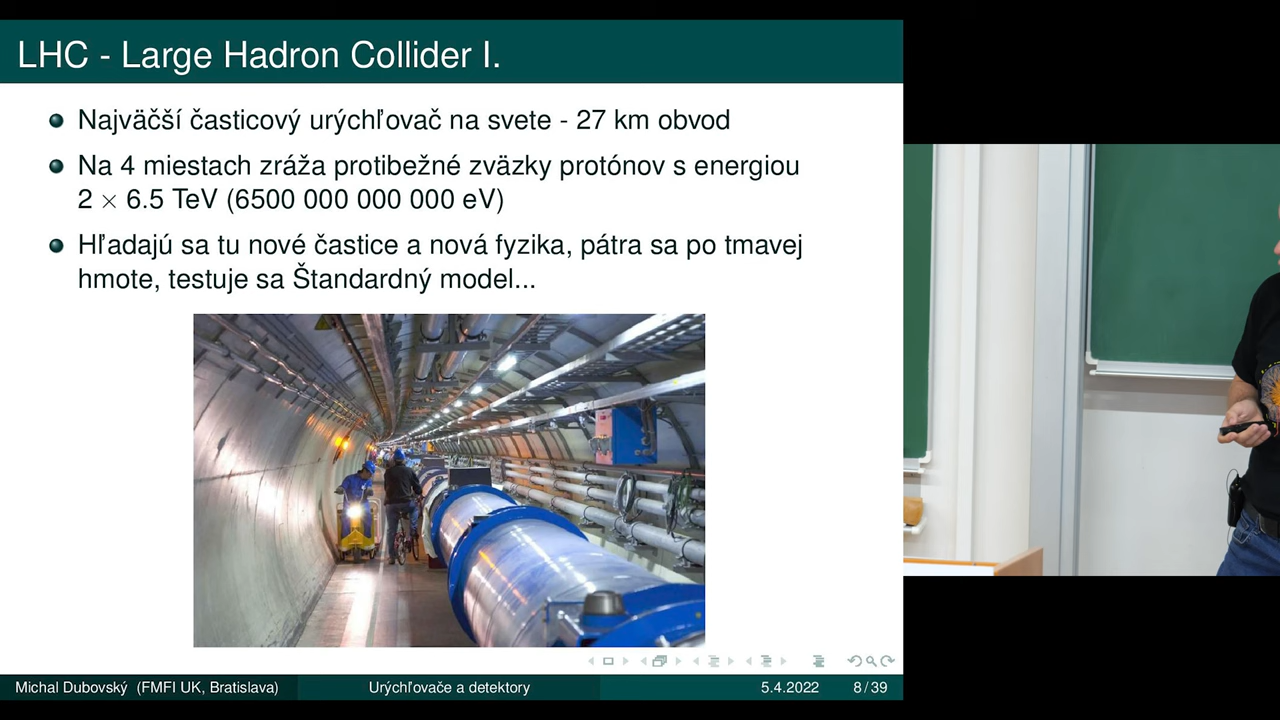 LHC - Large Hadron Collider I.
Najväčší časticový urýchľovač na svete - 27 km obvod
Na 4 miestach zráža protibežné zväzky protónov s energiou
2 × 6.5 TeV (6500 000 000 000 eV)
Hľadajú sa tu nové častice a nová fyzika, pátra sa po tmavej
hmote, testuje sa Štandardný model...
Michal Dubovský (FMFI UK, Bratislava)
Urýchľovače a detektory
5.4.2022
8 / 39